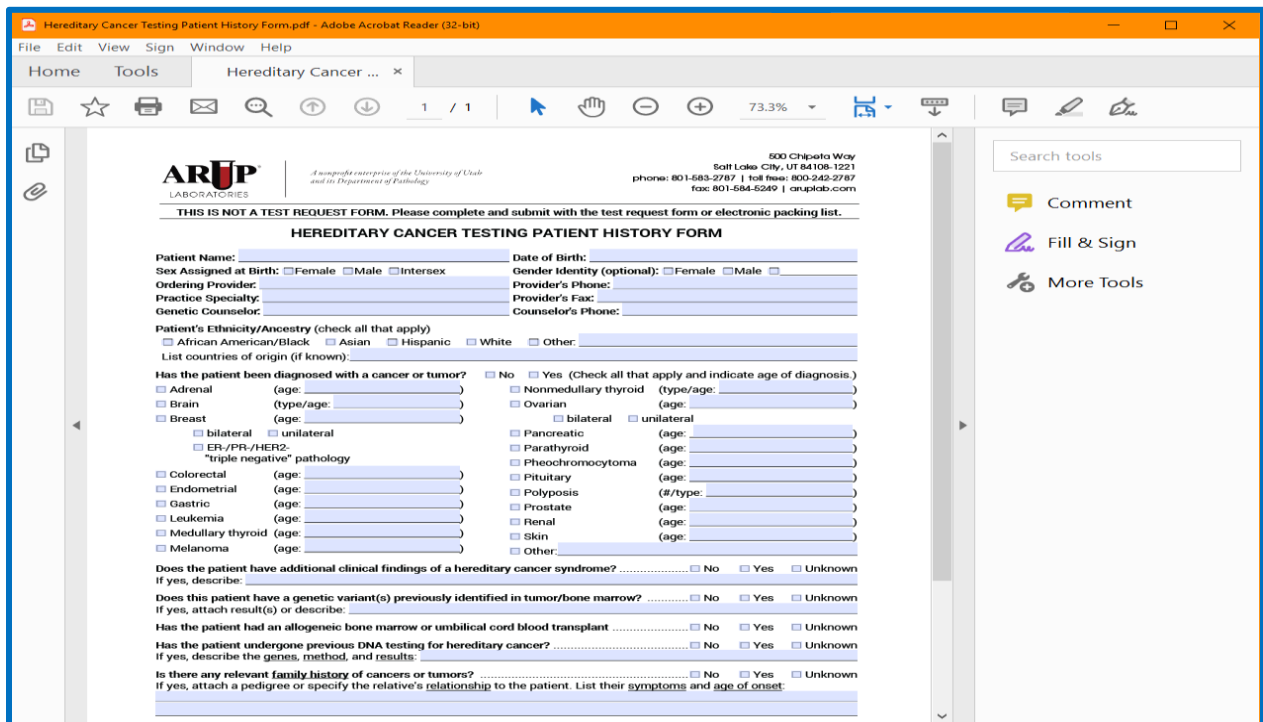 Hereditary Cancer Testing Patient History Form.pdf - Adobe Acrobat Reader (32-bit)
File Edit View Sign Window Help
Home Tools Hereditary Cancer ... ×
1 / 1 73.3%
Search tools
Comment
Fill & Sign
More Tools
ARUP
LABORATORIES
A nonprofit enterprise of the University of Utah
and its Department of Pathology
500 Chipeta Way
Salt Lake City, UT 84108-1221
phone: 801-583-2787 | toll free: 800-242-2787
fax: 801-584-5249 | aruplab.com
THIS IS NOT A TEST REQUEST FORM. Please complete and submit with the test request form or electronic packing list.
HEREDITARY CANCER TESTING PATIENT HISTORY FORM
Patient Name: Date of Birth:
Sex Assigned at Birth: Female Male Intersex Gender Identity (optional): Female Male
Ordering Provider: Provider's Phone:
Practice Specialty: Provider's Fax:
Genetic Counselor: Counselor's Phone:
Patient's Ethnicity/Ancestry (check all that apply)
African American/Black Asian Hispanic White Other:
List countries of origin (if known):
Has the patient been diagnosed with a cancer or tumor? No Yes (Check all that apply and indicate age of diagnosis.)
Adrenal (age: )
Brain (type/age: )
Breast (age: )
bilateral unilateral
ER-/PR-/HER2-
"triple negative" pathology
Colorectal (age: )
Endometrial (age: )
Gastric (age: )
Leukemia (age: )
Medullary thyroid (age: )
Melanoma (age: )
Nonmedullary thyroid (type/age: )
Ovarian (age: )
bilateral unilateral
Pancreatic (age: )
Parathyroid (age: )
Pheochromocytoma (age: )
Pituitary (age: )
Polyposis (#/type: )
Prostate (age: )
Renal (age: )
Skin (age: )
Other:
Does the patient have additional clinical findings of a hereditary cancer syndrome? .................. No Yes Unknown
If yes, describe:
Does this patient have a genetic variant(s) previously identified in tumor/bone marrow? ........... No Yes Unknown
If yes, attach result(s) or describe:
Has the patient had an allogeneic bone marrow or umbilical cord blood transplant .................... No Yes Unknown
Has the patient undergone previous DNA testing for hereditary cancer? ................................... No Yes Unknown
If yes, describe the genes, method, and results:
Is there any relevant family history of cancers or tumors? ...................................................... No Yes Unknown
If yes, attach a pedigree or specify the relative's relationship to the patient. List their symptoms and age of onset: